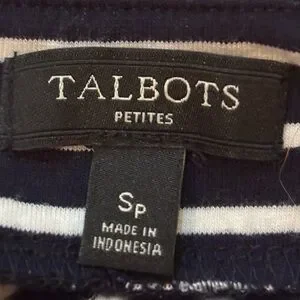 TALBOTS
PETITES
SP
MADE IN
INDONESIA